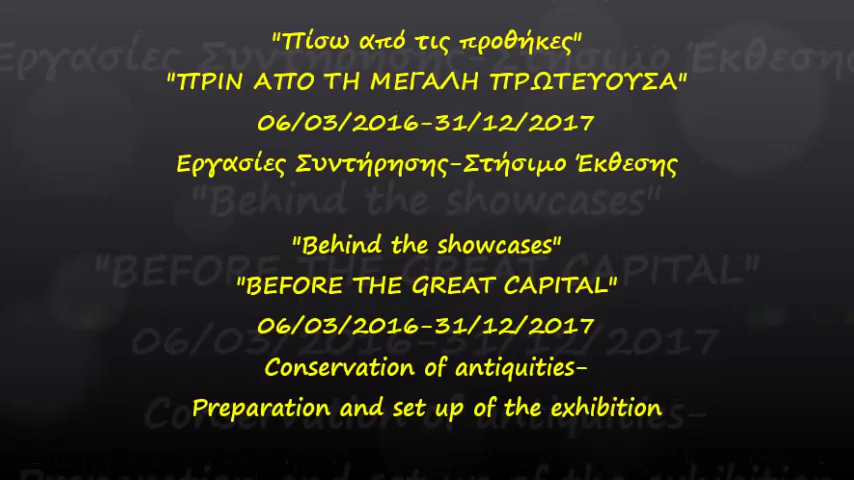 "Πίσω από τις προθήκες"
"ΠΡΙΝ ΑΠΟ ΤΗ ΜΕΓΑΛΗ ΠΡΩΤΕΥΟΥΣΑ"
06/03/2016-31/12/2017
Εργασίες Συντήρησης-Στήσιμο Έκθεσης
"Behind the showcases"
"BEFORE THE GREAT CAPITAL"
06/03/2016-31/12/2017
Conservation of antiquities-
Preparation and set up of the exhibition